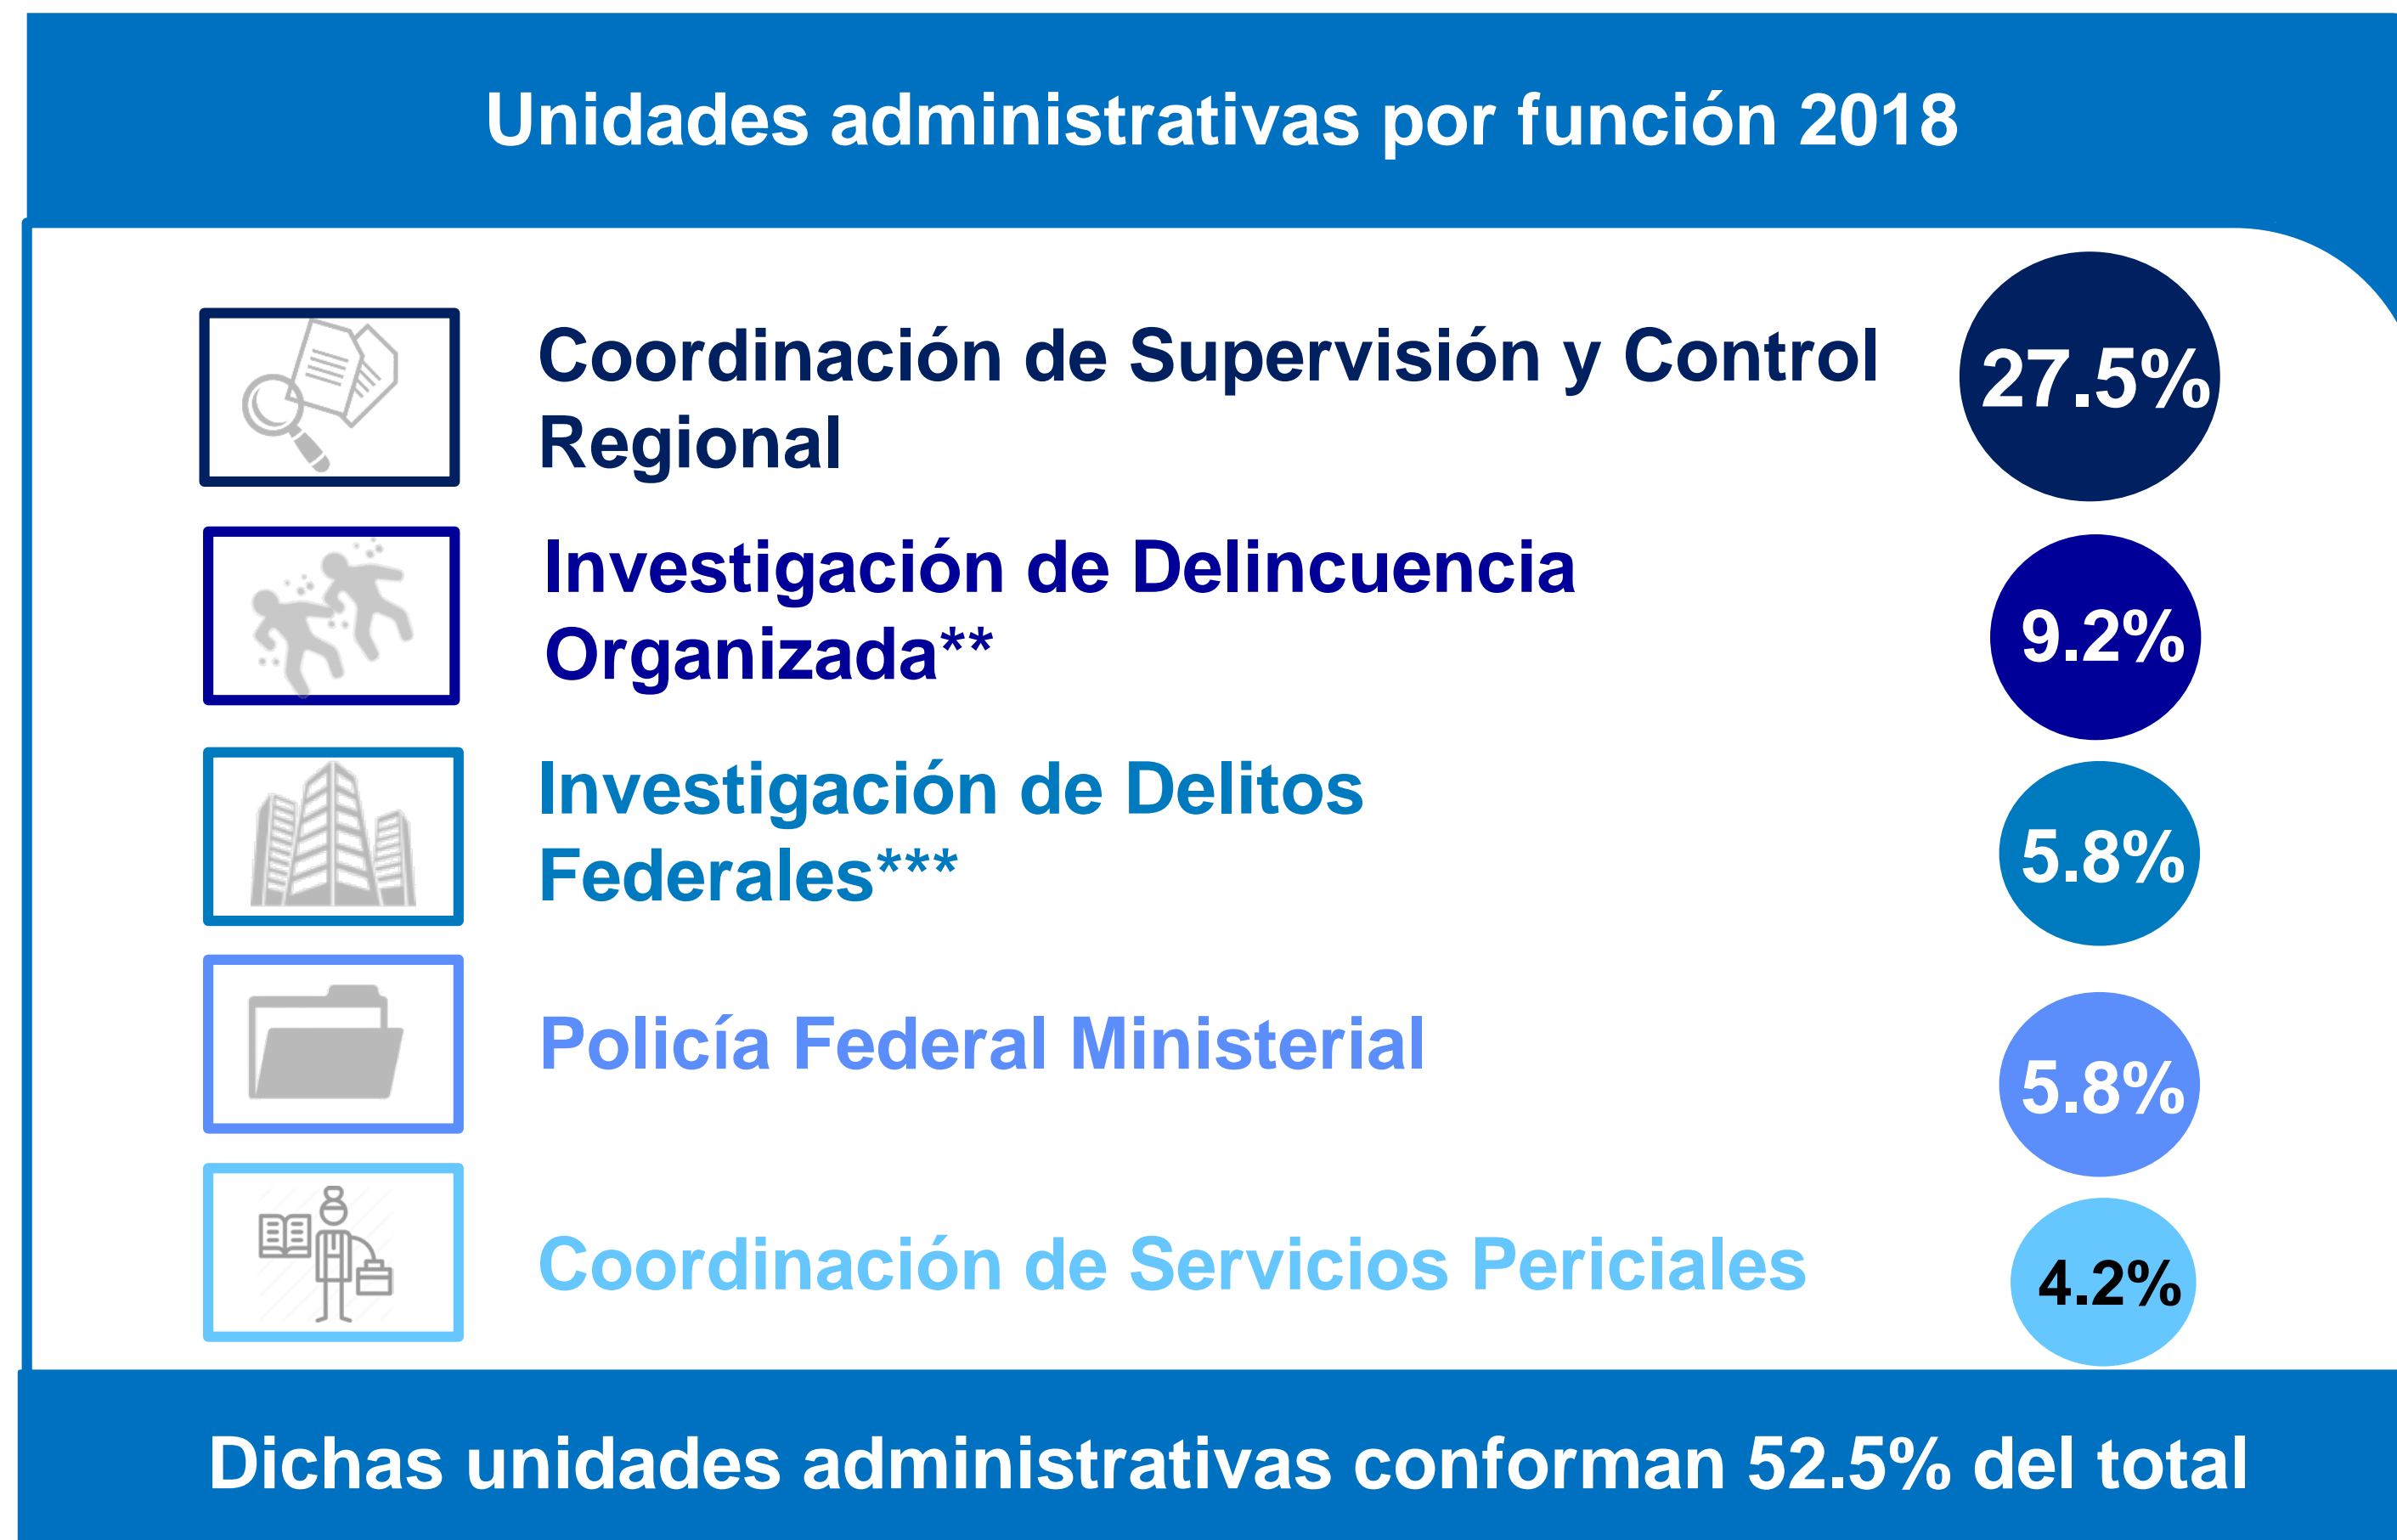 Unidades administrativas por función 2018
Coordinación de Supervisión y Control
Regional
27.5%
Investigación de Delincuencia
Organizada**
9.2%
Investigación de Delitos
Federales***
5.8%
Policía Federal Ministerial
5.8%
Coordinación de Servicios Periciales
4.2%
Dichas unidades administrativas conforman 52.5% del total